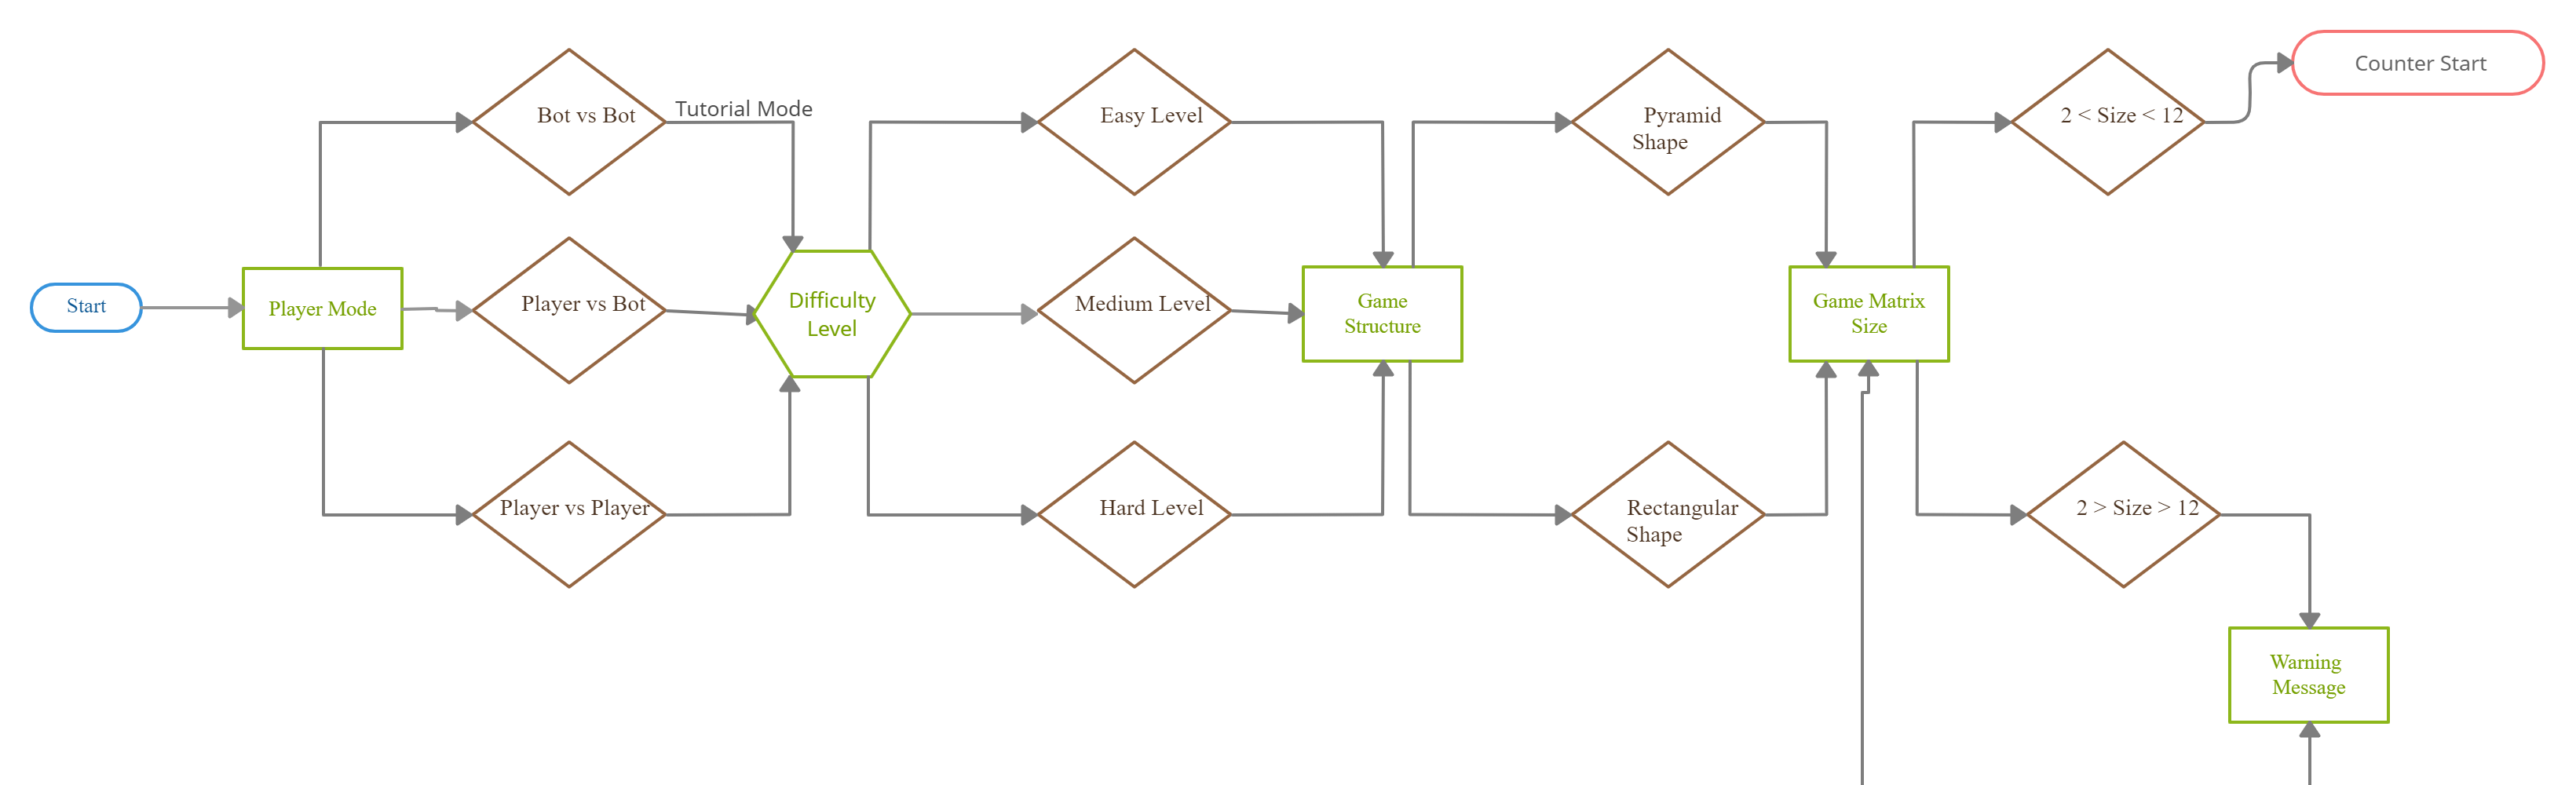 Start
Player Mode
Bot vs Bot
Tutorial Mode
Player vs Bot
Player vs Player
Difficulty
Level
Easy Level
Medium Level
Hard Level
Game
Structure
Pyramid
Shape
Rectangular
Shape
Game Matrix
Size
2 < Size < 12
Counter Start
2 > Size > 12
Warning
Message